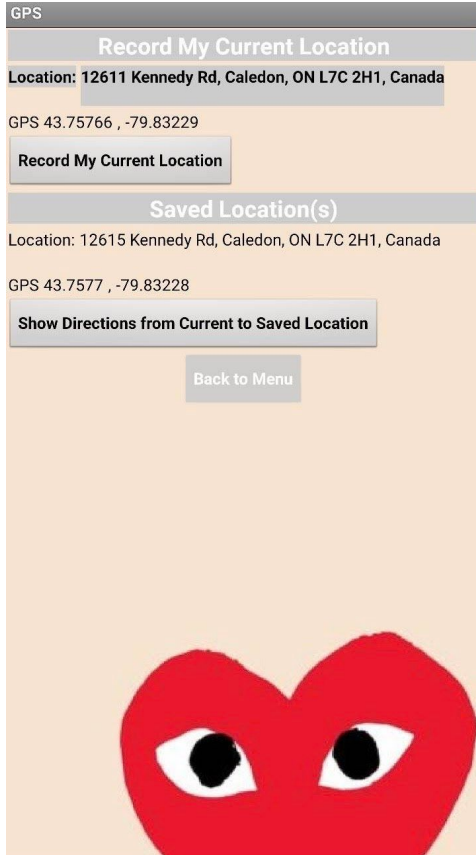 GPS
Record My Current Location
Location: 12611 Kennedy Rd, Caledon, ON L7C 2H1, Canada
GPS 43.75766 , -79.83229
Record My Current Location
Saved Location(s)
Location: 12615 Kennedy Rd, Caledon, ON L7C 2H1, Canada
GPS 43.7577 , -79.83228
Show Directions from Current to Saved Location
Back to Menu